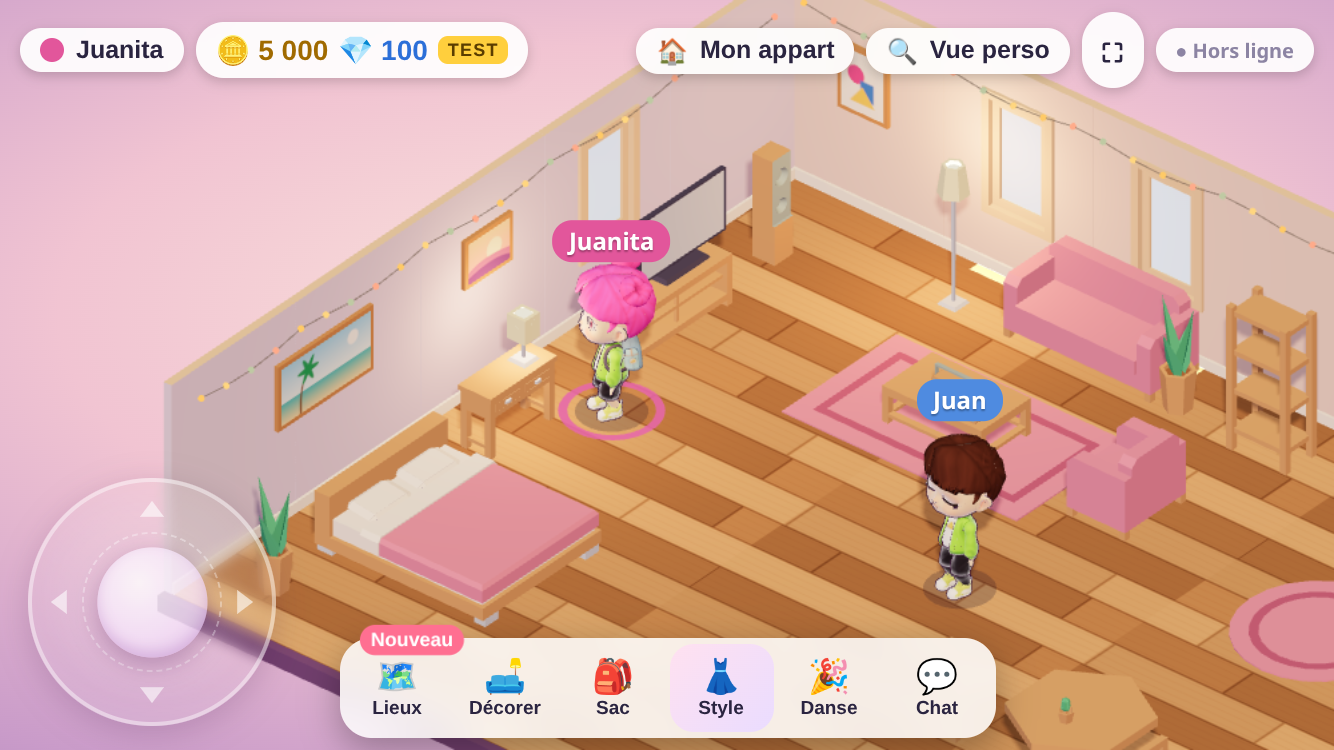 Juanita
5 000
100
TEST
Mon appart
Vue perso
Hors ligne
Juanita
Juan
Nouveau
Lieux
Décorer
Sac
Style
Danse
Chat